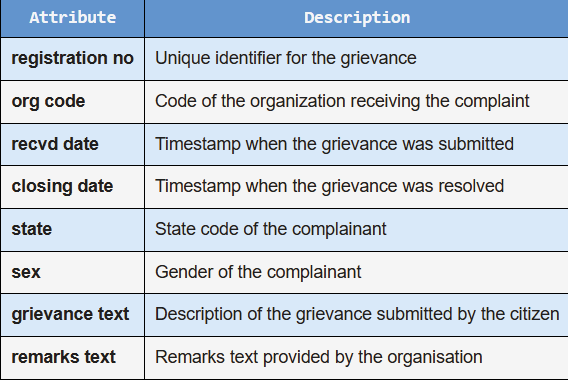 Attribute Description
registration no Unique identifier for the grievance
org code Code of the organization receiving the complaint
recvd date Timestamp when the grievance was submitted
closing date Timestamp when the grievance was resolved
state State code of the complainant
sex Gender of the complainant
grievance text Description of the grievance submitted by the citizen
remarks text Remarks text provided by the organisation